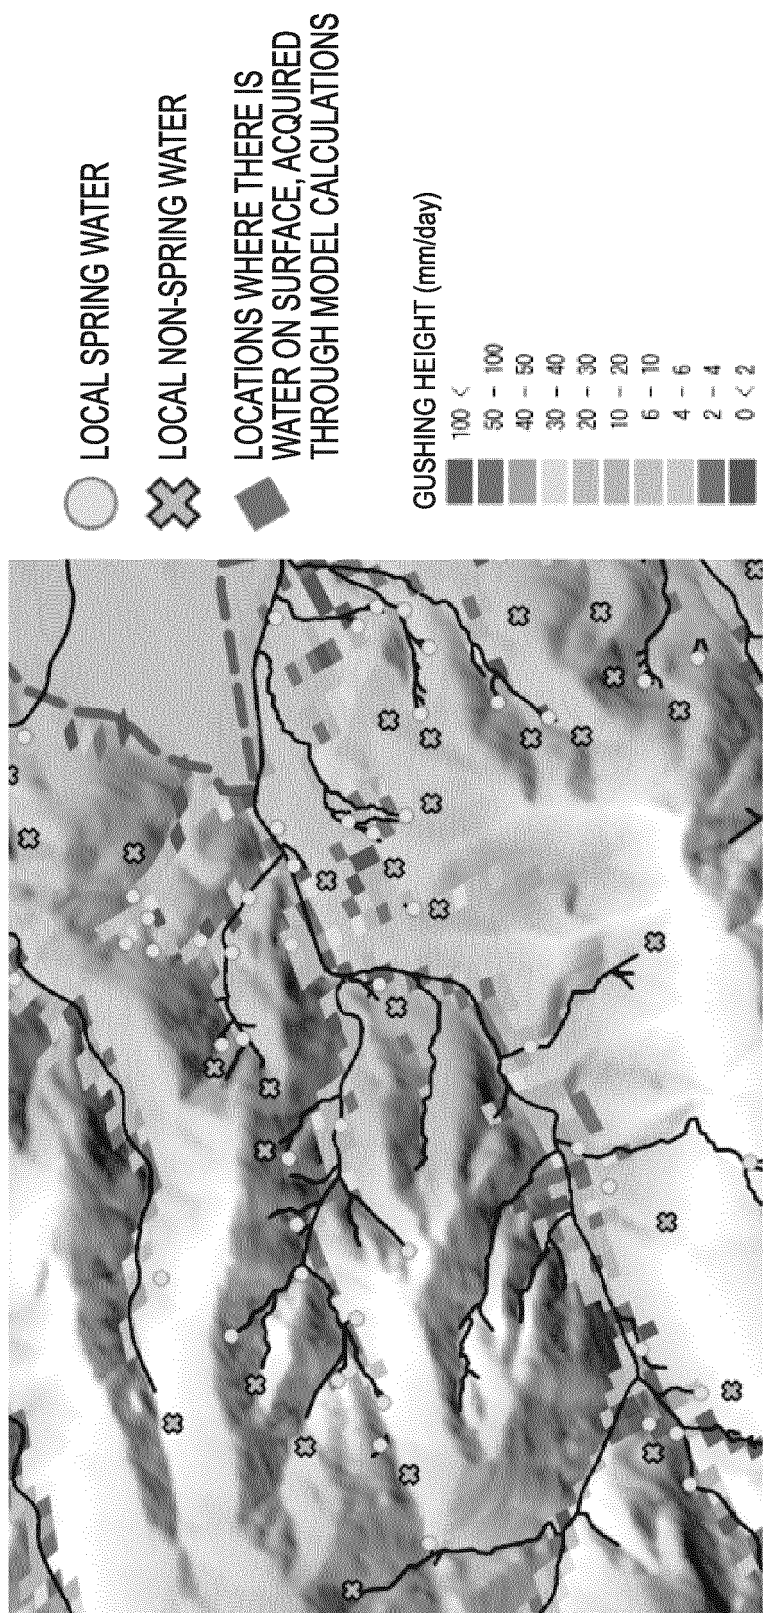 LOCAL SPRING WATER
LOCAL NON-SPRING WATER
LOCATIONS WHERE THERE IS
WATER ON SURFACE, ACQUIRED
THROUGH MODEL CALCULATIONS
GUSHING HEIGHT (mm/day)
100 <
50 - 100
40 - 50
30 - 40
20 - 30
10 - 20
6 - 10
4 - 6
2 - 4
0 < 2